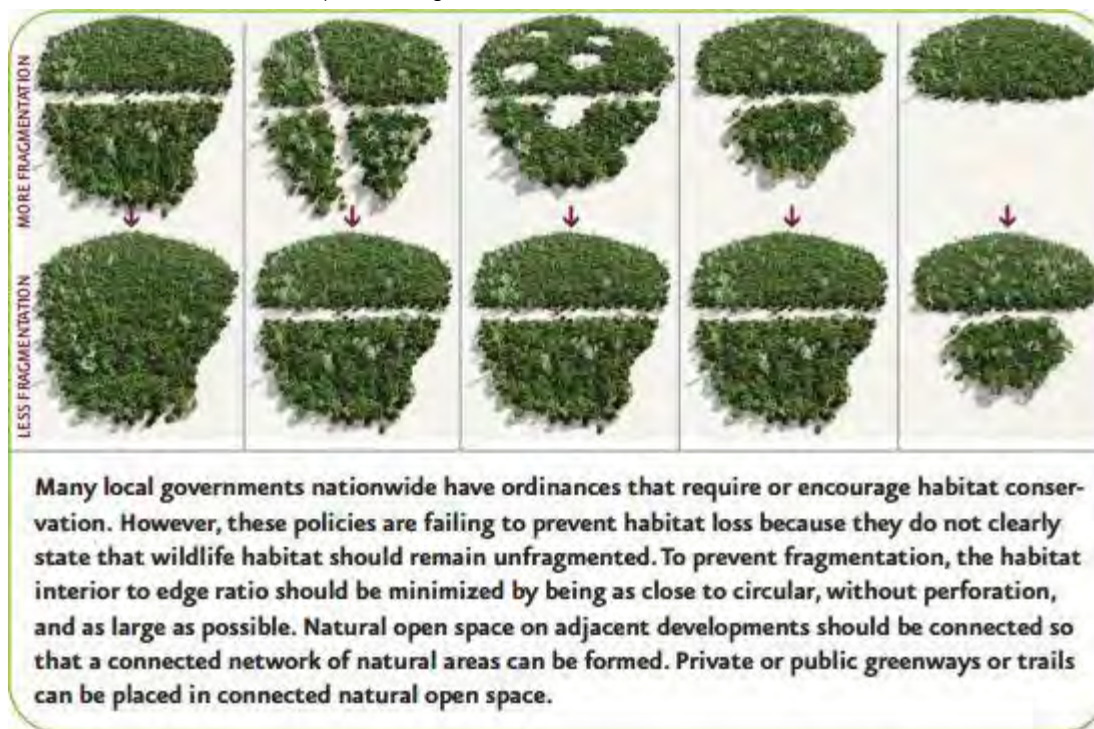 MORE FRAGMENTATION
LESS FRAGMENTATION
Many local governments nationwide have ordinances that require or encourage habitat conser-
vation. However, these policies are failing to prevent habitat loss because they do not clearly
state that wildlife habitat should remain unfragmented. To prevent fragmentation, the habitat
interior to edge ratio should be minimized by being as close to circular, without perforation,
and as large as possible. Natural open space on adjacent developments should be connected so
that a connected network of natural areas can be formed. Private or public greenways or trails
can be placed in connected natural open space.